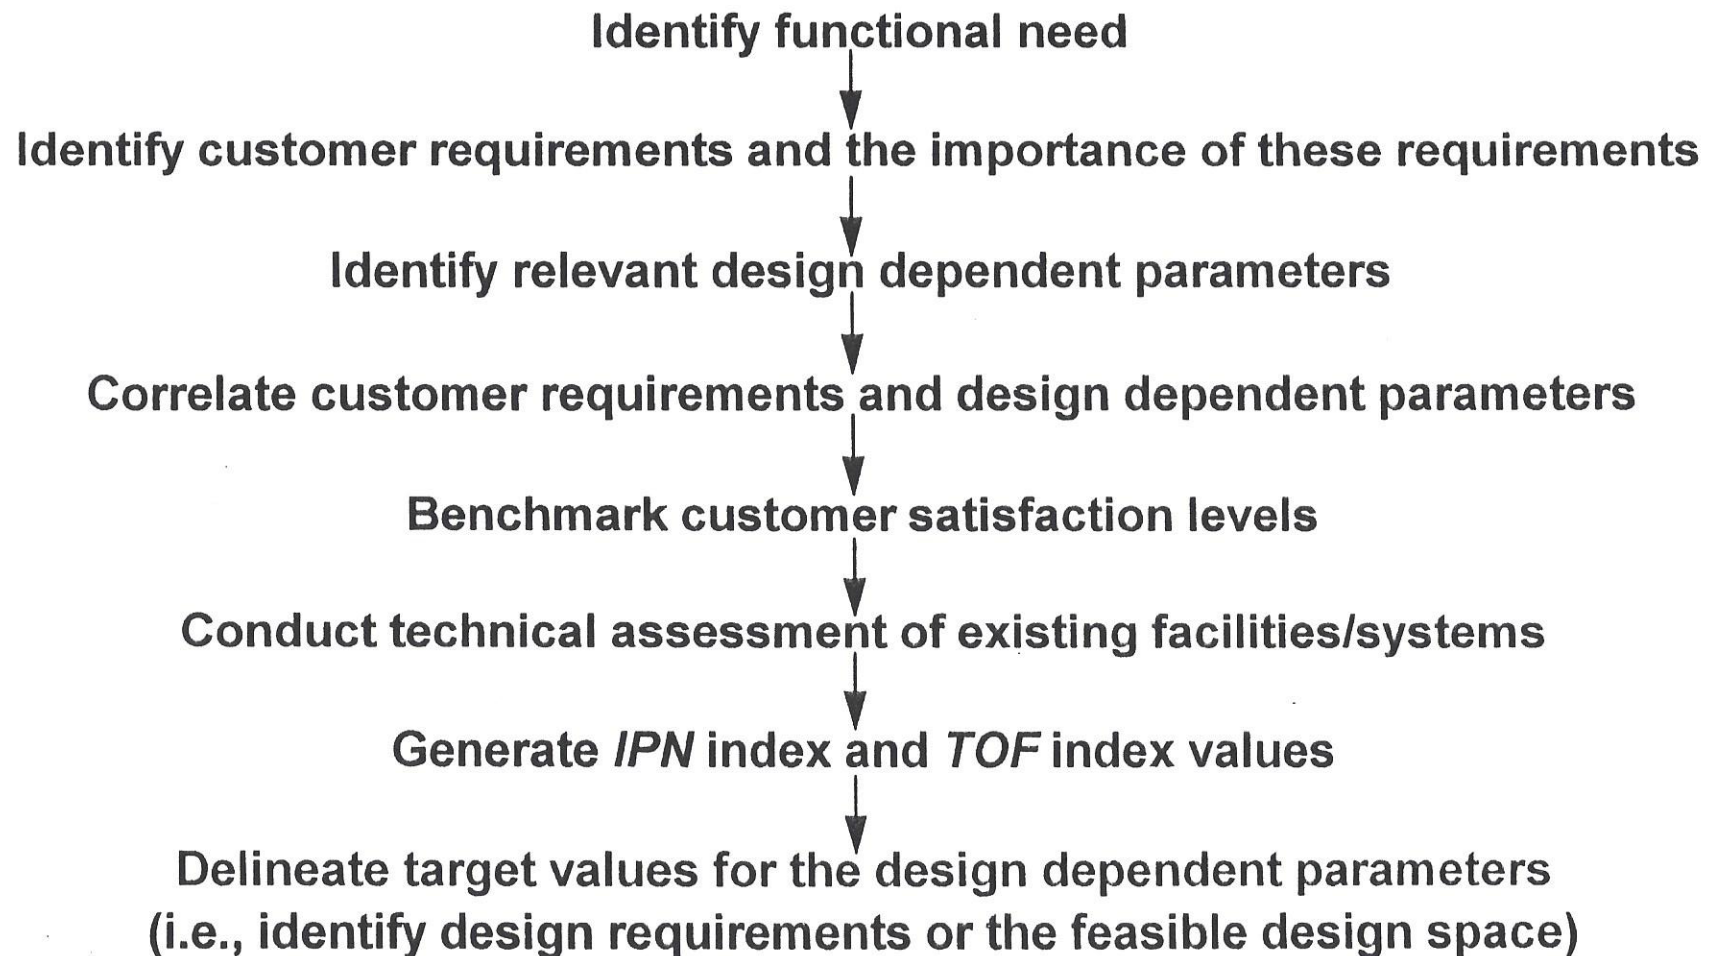 Identify functional need
Identify customer requirements and the importance of these requirements
Identify relevant design dependent parameters
Correlate customer requirements and design dependent parameters
Benchmark customer satisfaction levels
Conduct technical assessment of existing facilities/systems
Generate IPN index and TOF index values
Delineate target values for the design dependent parameters
(i.e., identify design requirements or the feasible design space)